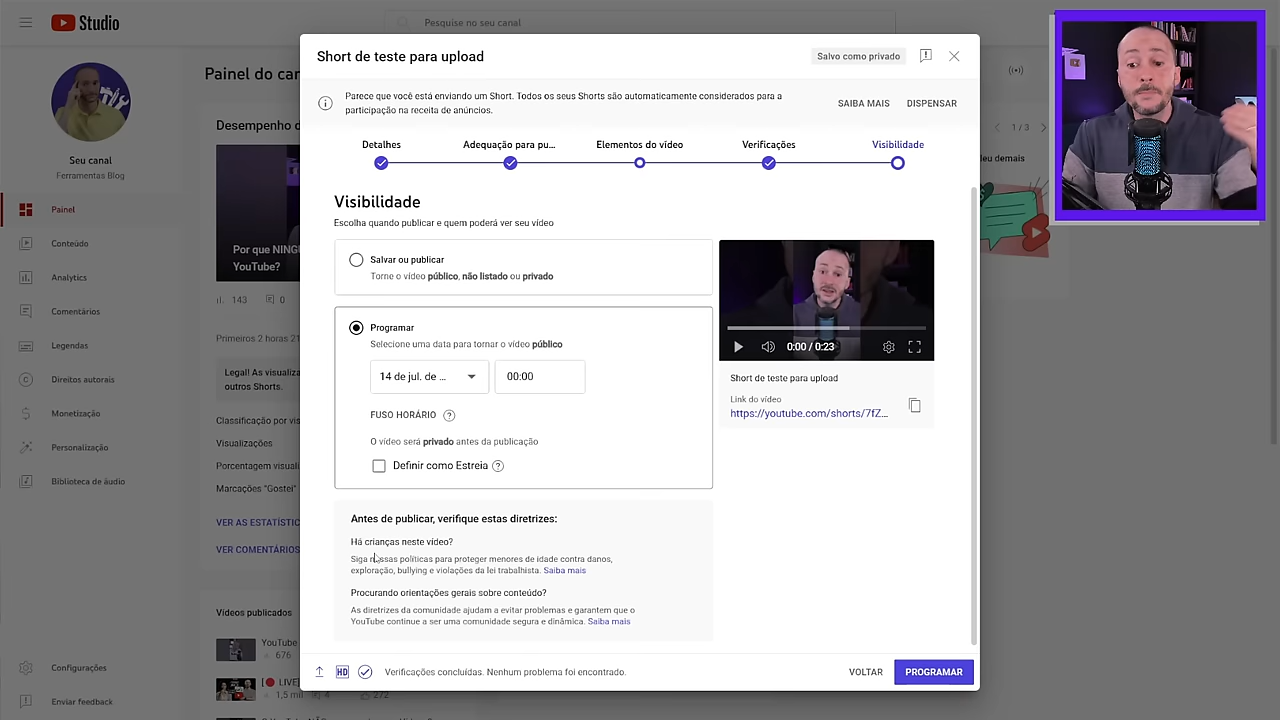 Studio
Pesquise no seu canal
Short de teste para upload
Salvo como privado
Parece que você está enviando um Short. Todos os seus Shorts são automaticamente considerados para a
participação na receita de anúncios.
SAIBA MAIS
DISPENSAR
Detalhes
Adequação para pu...
Elementos do vídeo
Verificações
Visibilidade
Visibilidade
Escolha quando publicar e quem poderá ver seu vídeo
Salvar ou publicar
Torne o vídeo público, não listado ou privado
Programar
Selecione uma data para tornar o vídeo público
14 de jul. de ...
00:00
FUSO HORÁRIO
O vídeo será privado antes da publicação
Definir como Estreia
Antes de publicar, verifique estas diretrizes:
Há crianças neste vídeo?
Siga nossas políticas para proteger menores de idade contra danos,
exploração, bullying e violações da lei trabalhista. Saiba mais
Procurando orientações gerais sobre conteúdo?
As diretrizes da comunidade ajudam a evitar problemas e garantem que o
YouTube continue a ser uma comunidade segura e dinâmica. Saiba mais
0:00 / 0:23
Short de teste para upload
Link do vídeo
https://youtube.com/shorts/7fZ...
HD
Verificações concluídas. Nenhum problema foi encontrado.
VOLTAR
PROGRAMAR
Seu canal
Ferramentas Blog
Painel
Conteúdo
Analytics
Comentários
Legendas
Direitos autorais
Monetização
Personalização
Biblioteca de áudio
Configurações
Enviar feedback
Painel do can
Desempenho d
Por que NING
YouTube?
143
0
Primeiros 2 horas 21
Legal! As visualiza
outros Shorts.
Classificação por vis
Visualizações
Porcentagem visuali
Marcações "Gostei"
VER AS ESTATÍSTIC
VER COMENTÁRIOS
Vídeos publicados
YouTube
676
LIVE
1,5 mil
4
272
1 / 3
leu demais